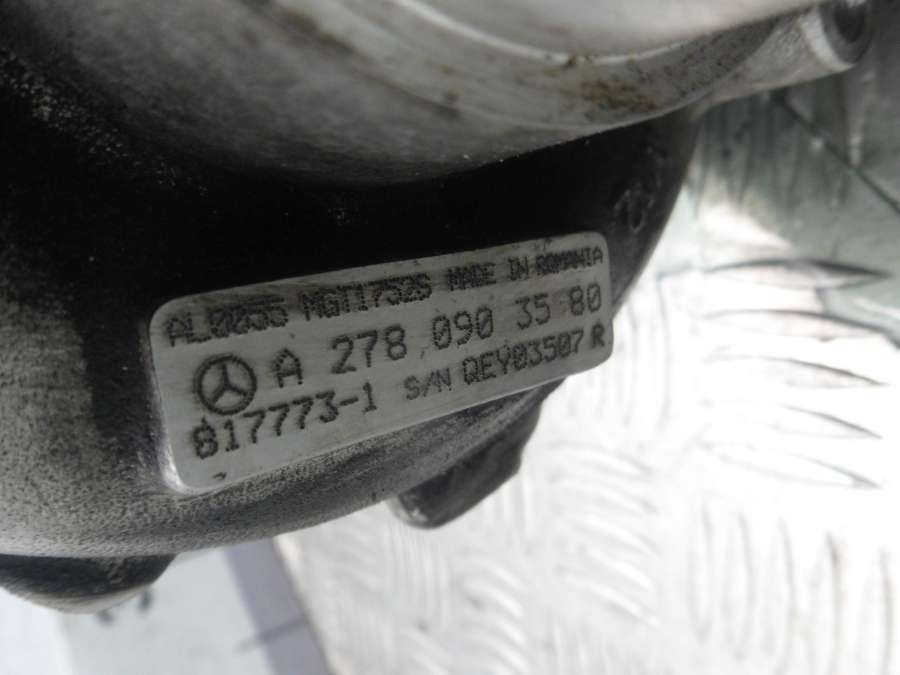 AL0055 MGT1752S MADE IN ROMANIA
A 278 090 35 80
817773-1 S/N QEY03507 R